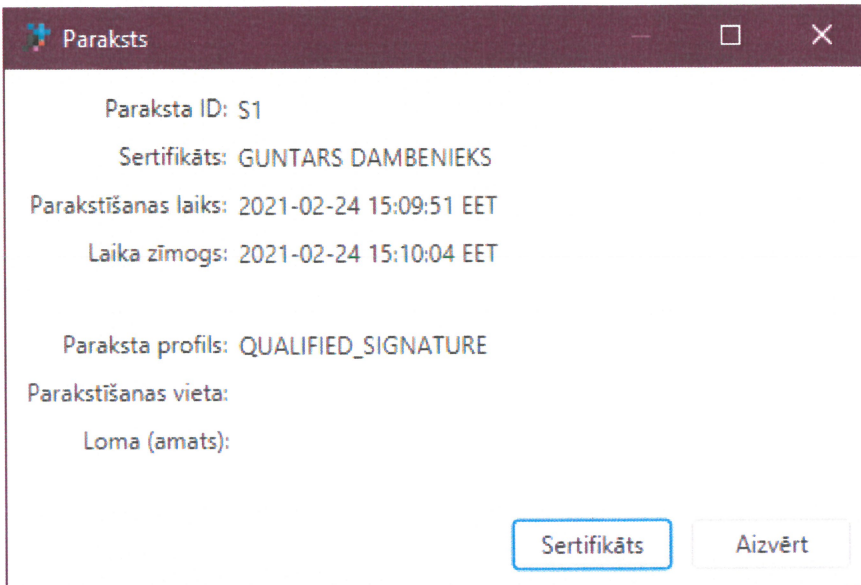 Paraksts
Paraksta ID: S1
Sertifikāts: GUNTARS DAMBENIEKS
Parakstīšanas laiks: 2021-02-24 15:09:51 EET
Laika zīmogs: 2021-02-24 15:10:04 EET
Paraksta profils: QUALIFIED_SIGNATURE
Parakstīšanas vieta:
Loma (amats):
Sertifikāts Aizvērt